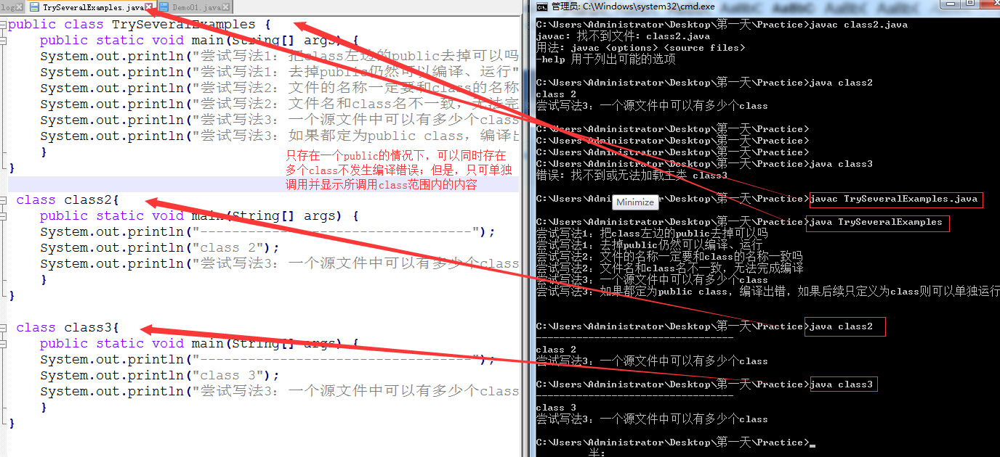 log
TrySeveralExamples.java
Demo01.java
public class TrySeveralExamples {
public static void main(String[] args) {
System.out.println("尝试写法1: 把class左边的public去掉可以吗
System.out.println("尝试写法1: 去掉public仍然可以编译、运行"
System.out.println("尝试写法2: 文件的名称一定要和class的名称
System.out.println("尝试写法2: 文件名和class名不一致，无法完
System.out.println("尝试写法3: 一个源文件中可以有多少个class
System.out.println("尝试写法3: 如果都定为public class，编译出
}
}
只存在一个public的情况下，可以同时存在
多个class不发生编译错误；但是，只可单独
调用并显示所调用class范围内的内容
class class2{
public static void main(String[] args) {
System.out.println("----------------------------------");
System.out.println("class 2");
System.out.println("尝试写法3: 一个源文件中可以有多少个class
}
}
class class3{
public static void main(String[] args) {
System.out.println("----------------------------------");
System.out.println("class 3");
System.out.println("尝试写法3: 一个源文件中可以有多少个class
}
}
管理员: C:\Windows\system32\cmd.exe
C:\Users\Administrator\Desktop\第一天\Practice>javac class2.java
javac: 找不到文件: class2.java
用法: javac <options> <source files>
-help 用于列出可能的选项
C:\Users\Administrator\Desktop\第一天\Practice>java class2
class 2
尝试写法3: 一个源文件中可以有多少个class
C:\Users\Administrator\Desktop\第一天\Practice>
C:\Users\Administrator\Desktop\第一天\Practice>
C:\Users\Administrator\Desktop\第一天\Practice>
C:\Users\Administrator\Desktop\第一天\Practice>java class3
错误: 找不到或无法加载主类 class3
C:\Users\Administrator\Desktop\第一天\Practice>javac TrySeveralExamples.java
Minimize
C:\Users\Administrator\Desktop\第一天\Practice>java TrySeveralExamples
尝试写法1: 把class左边的public去掉可以吗
尝试写法1: 去掉public仍然可以编译、运行
尝试写法2: 文件的名称一定要和class的名称一致吗
尝试写法2: 文件名和class名不一致，无法完成编译
尝试写法3: 一个源文件中可以有多少个class
尝试写法3: 如果都定为public class，编译出错，如果后续只定义为class则可以单独运行
C:\Users\Administrator\Desktop\第一天\Practice>java class2
----------------------------------
class 2
尝试写法3: 一个源文件中可以有多少个class
C:\Users\Administrator\Desktop\第一天\Practice>java class3
----------------------------------
class 3
尝试写法3: 一个源文件中可以有多少个class
C:\Users\Administrator\Desktop\第一天\Practice>
半: